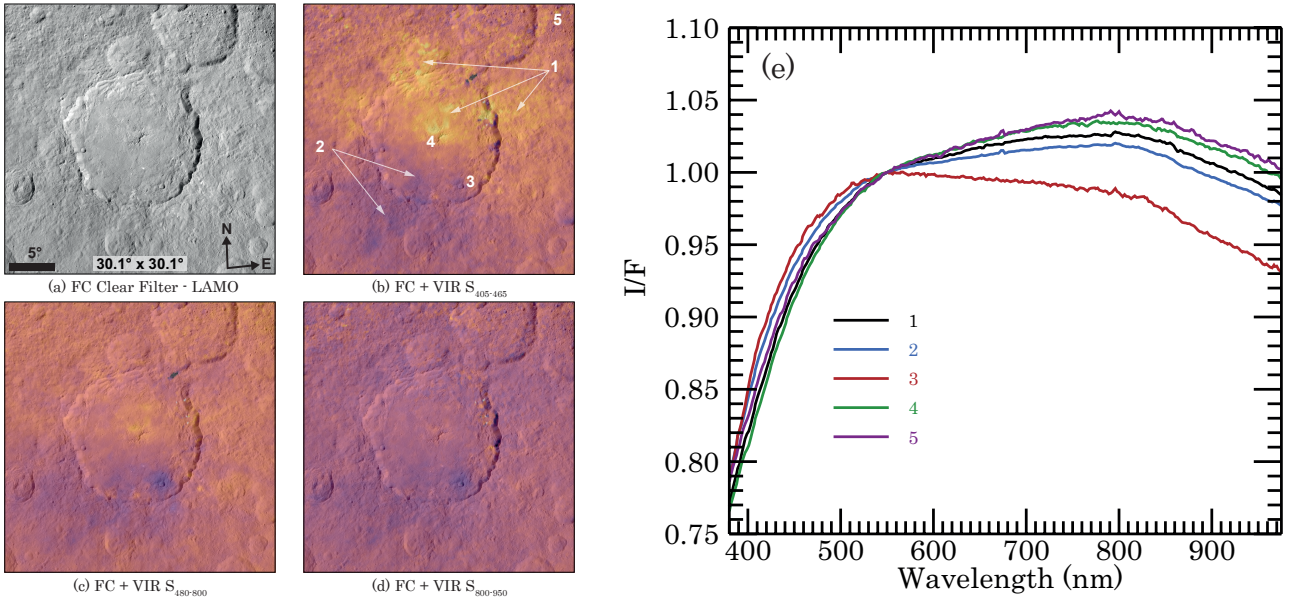 5
1
4
2
3
N
E
5°
30.1° x 30.1°
(a) FC Clear Filter - LAMO
(b) FC + VIR S405-465
(c) FC + VIR S480-800
(d) FC + VIR S800-950
(e)
1.10
1.05
1.00
0.95
0.90
0.85
0.80
0.75
I/F
1
2
3
4
5
400 500 600 700 800 900
Wavelength (nm)